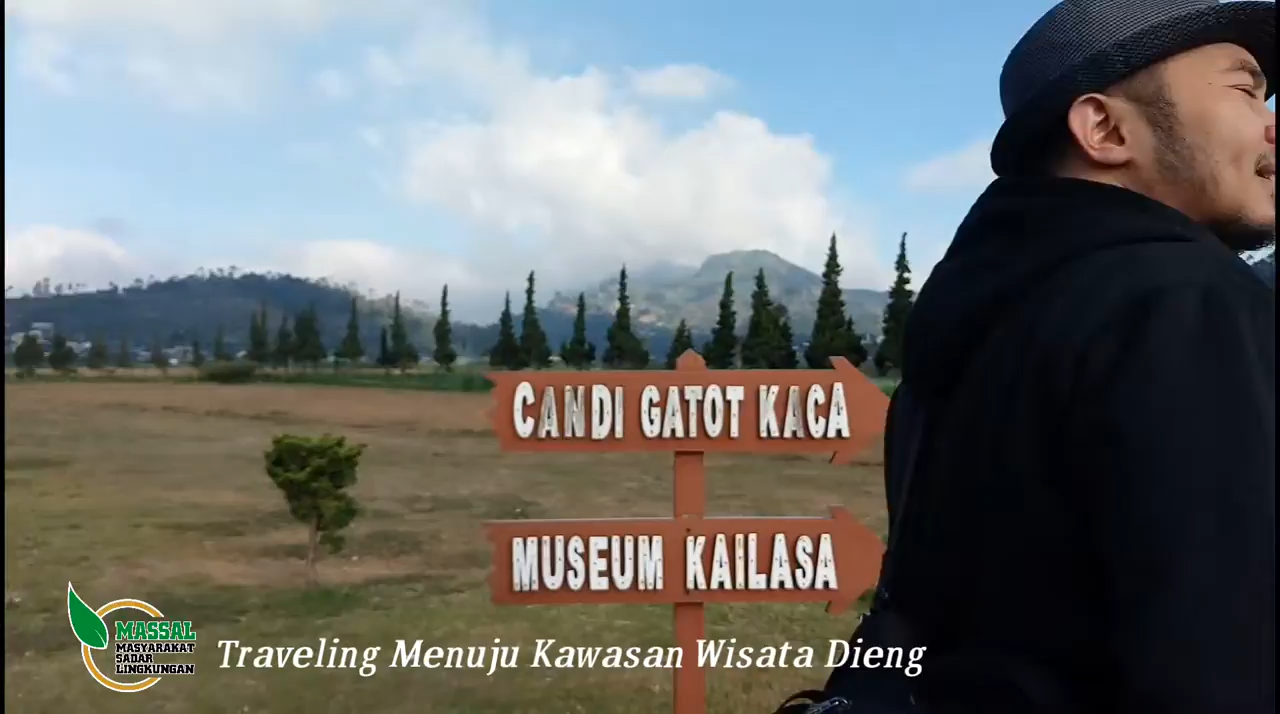 CANDI GATOT KACA
MUSEUM KAILASA
MASSAL
MASYARAKAT
SADAR
LINGKUNGAN
Traveling Menuju Kawasan Wisata Dieng